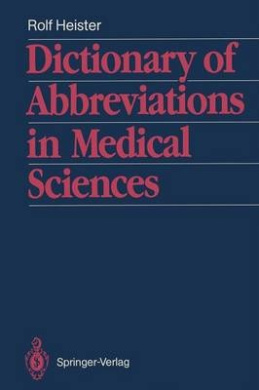 Rolf Heister
Dictionary of
Abbreviations
in Medical
Sciences
Springer-Verlag